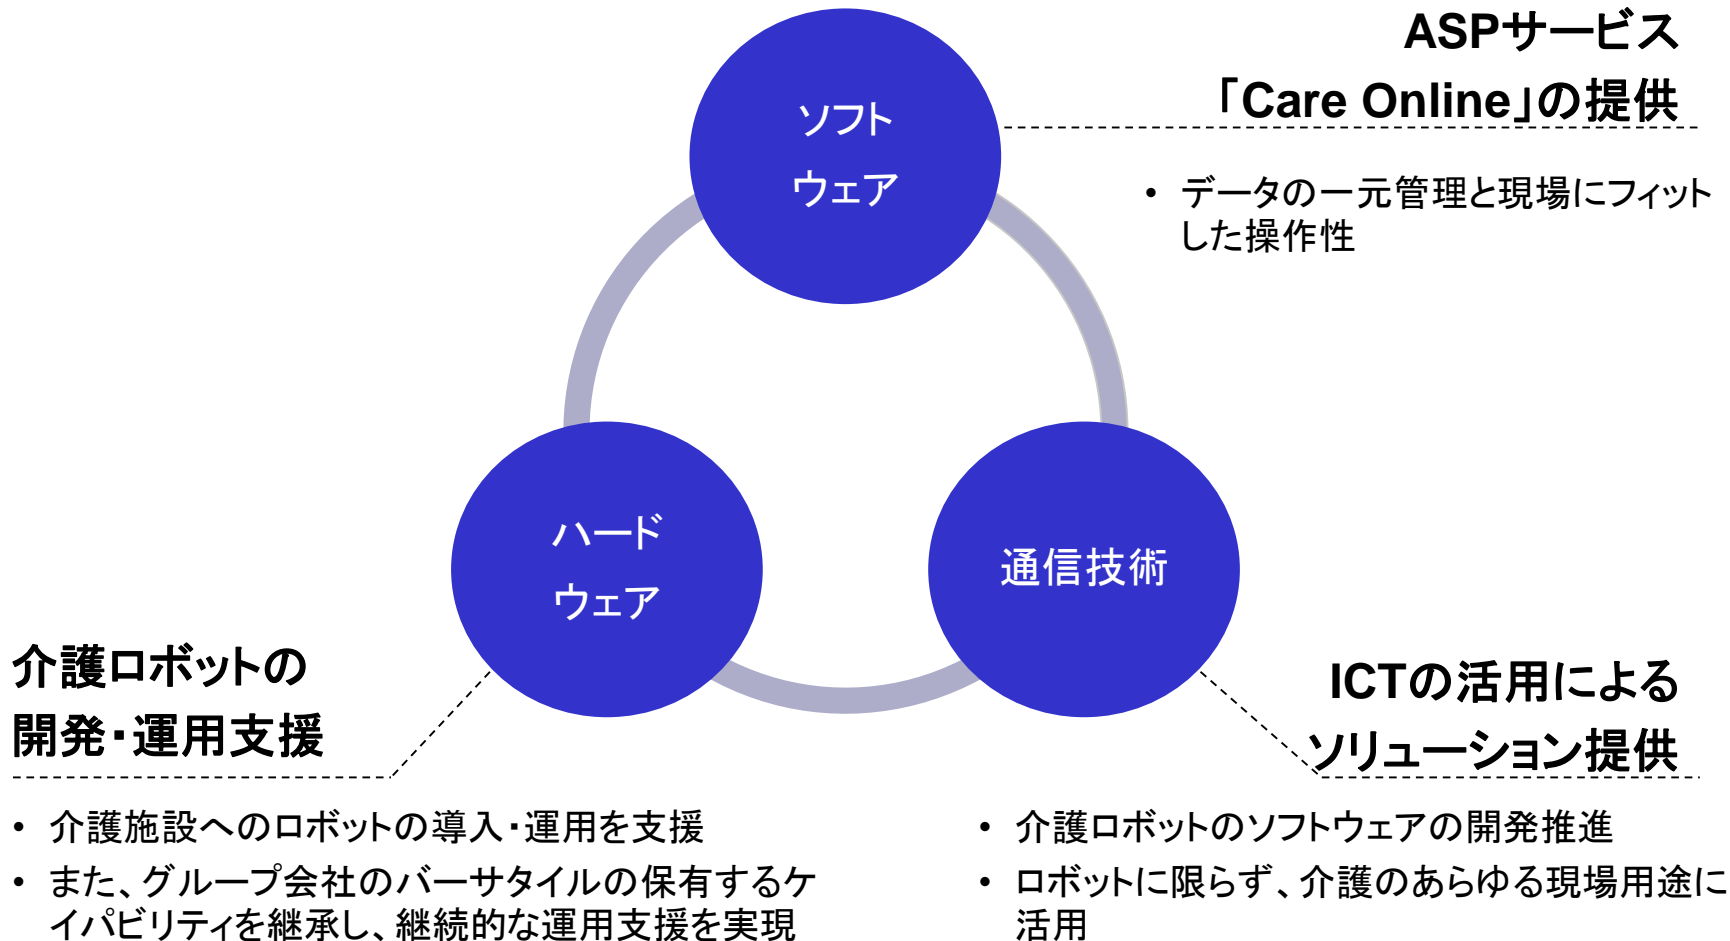 ASPサービス
「Care Online」の提供
ソフト
ウェア
• データの一元管理と現場にフィット
した操作性
ハード
ウェア
通信技術
介護ロボットの
開発・運用支援
ICTの活用による
ソリューション提供
• 介護施設へのロボットの導入・運用を支援
• また、グループ会社のバーサタイルの保有するケ
イパビリティを継承し、継続的な運用支援を実現
• 介護ロボットのソフトウェアの開発推進
• ロボットに限らず、介護のあらゆる現場用途に
活用